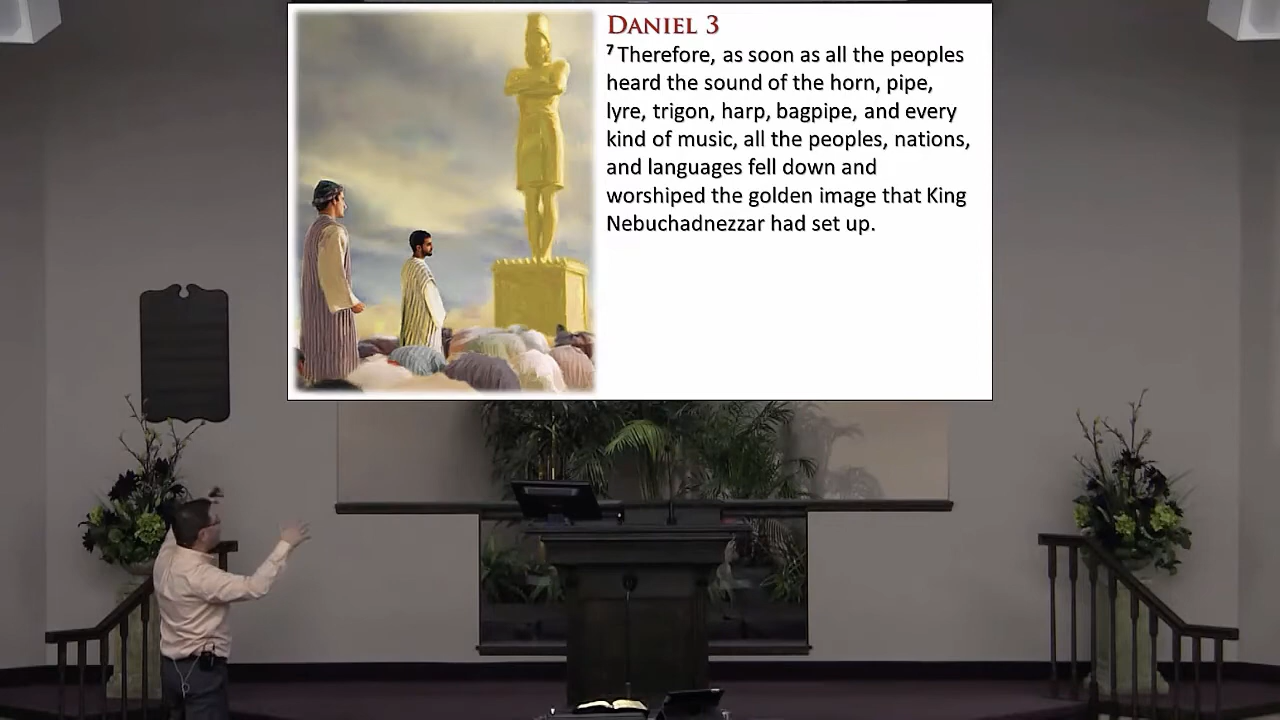 DANIEL 3
7 Therefore, as soon as all the peoples
heard the sound of the horn, pipe,
lyre, trigon, harp, bagpipe, and every
kind of music, all the peoples, nations,
and languages fell down and
worshiped the golden image that King
Nebuchadnezzar had set up.